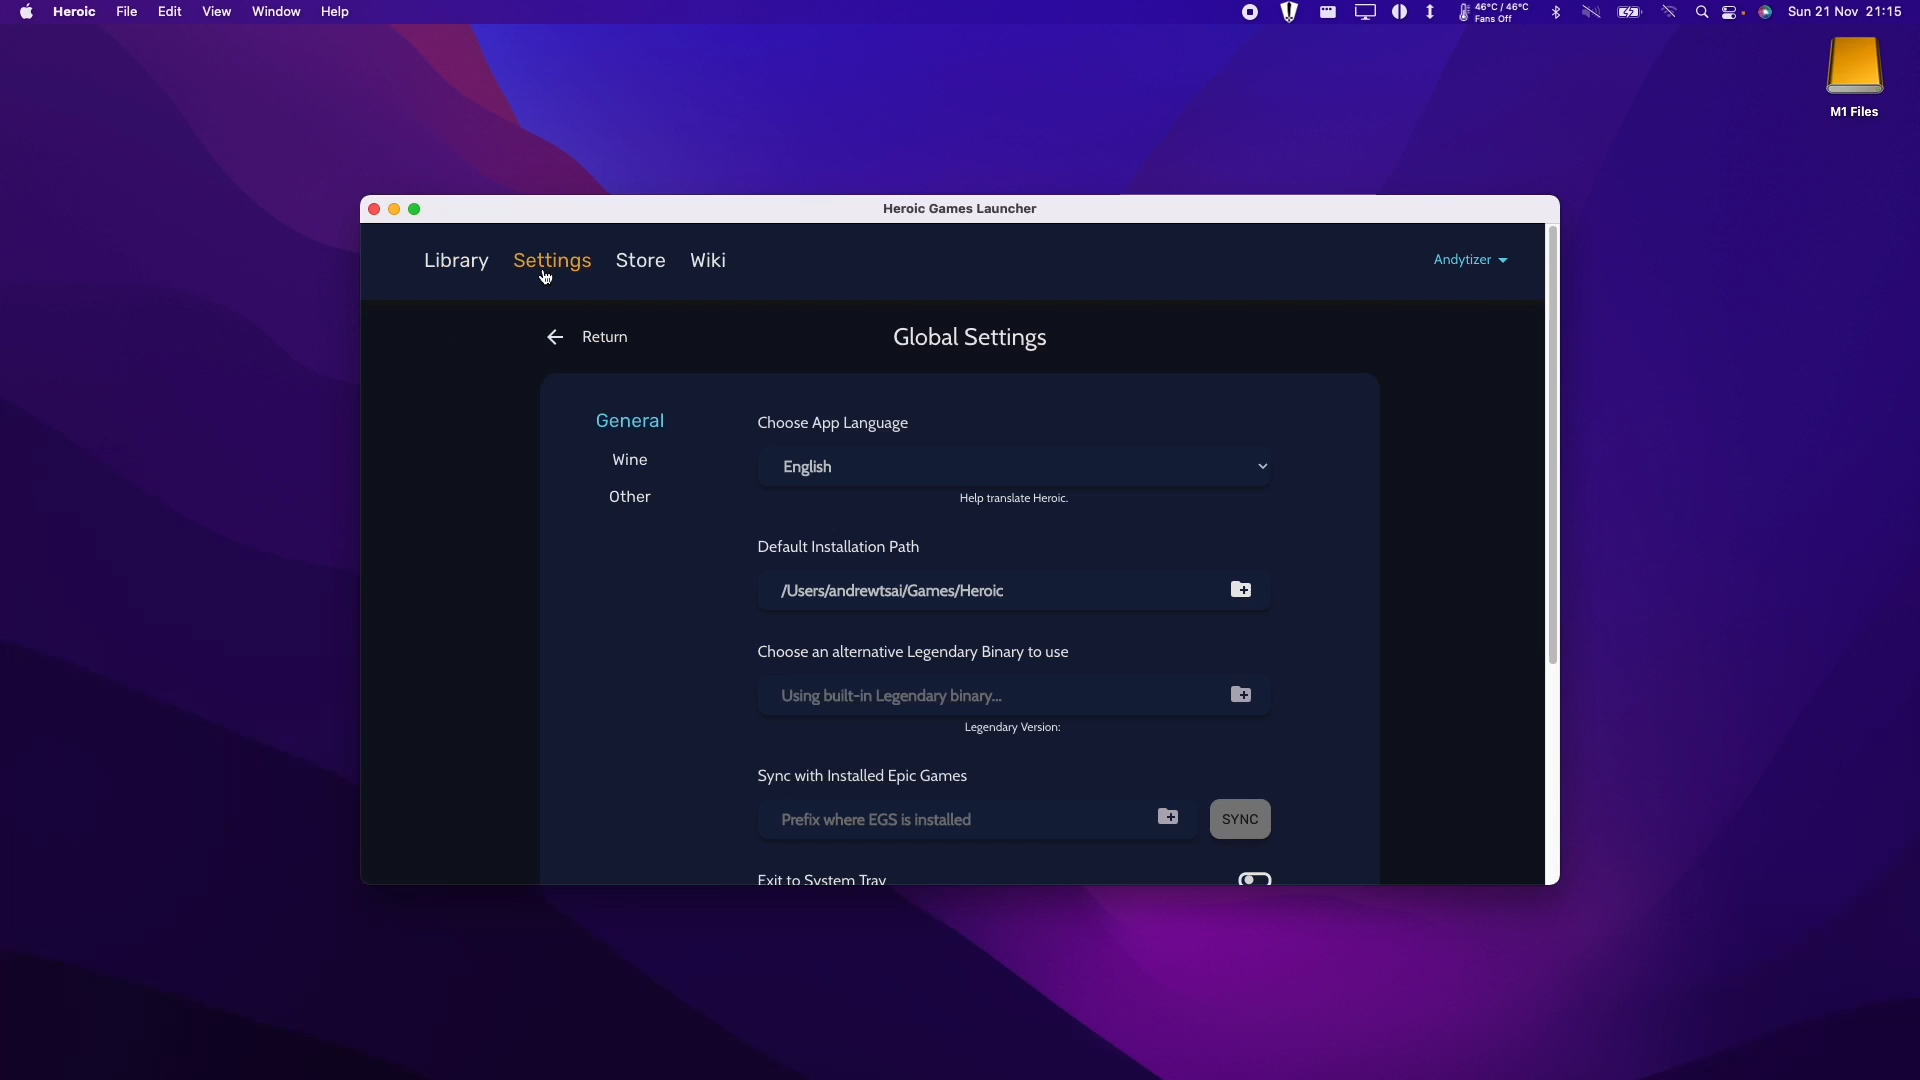 Heroic File Edit View Window Help
46°C / 46°C
Fans Off
Sun 21 Nov 21:15
M1 Files
Heroic Games Launcher
Library Settings Store Wiki
Andytizer
Return
Global Settings
General
Wine
Other
Choose App Language
English
Help translate Heroic.
Default Installation Path
/Users/andrewtsai/Games/Heroic
Choose an alternative Legendary Binary to use
Using built-in Legendary binary...
Legendary Version:
Sync with Installed Epic Games
Prefix where EGS is installed
SYNC
Exit to System Tray